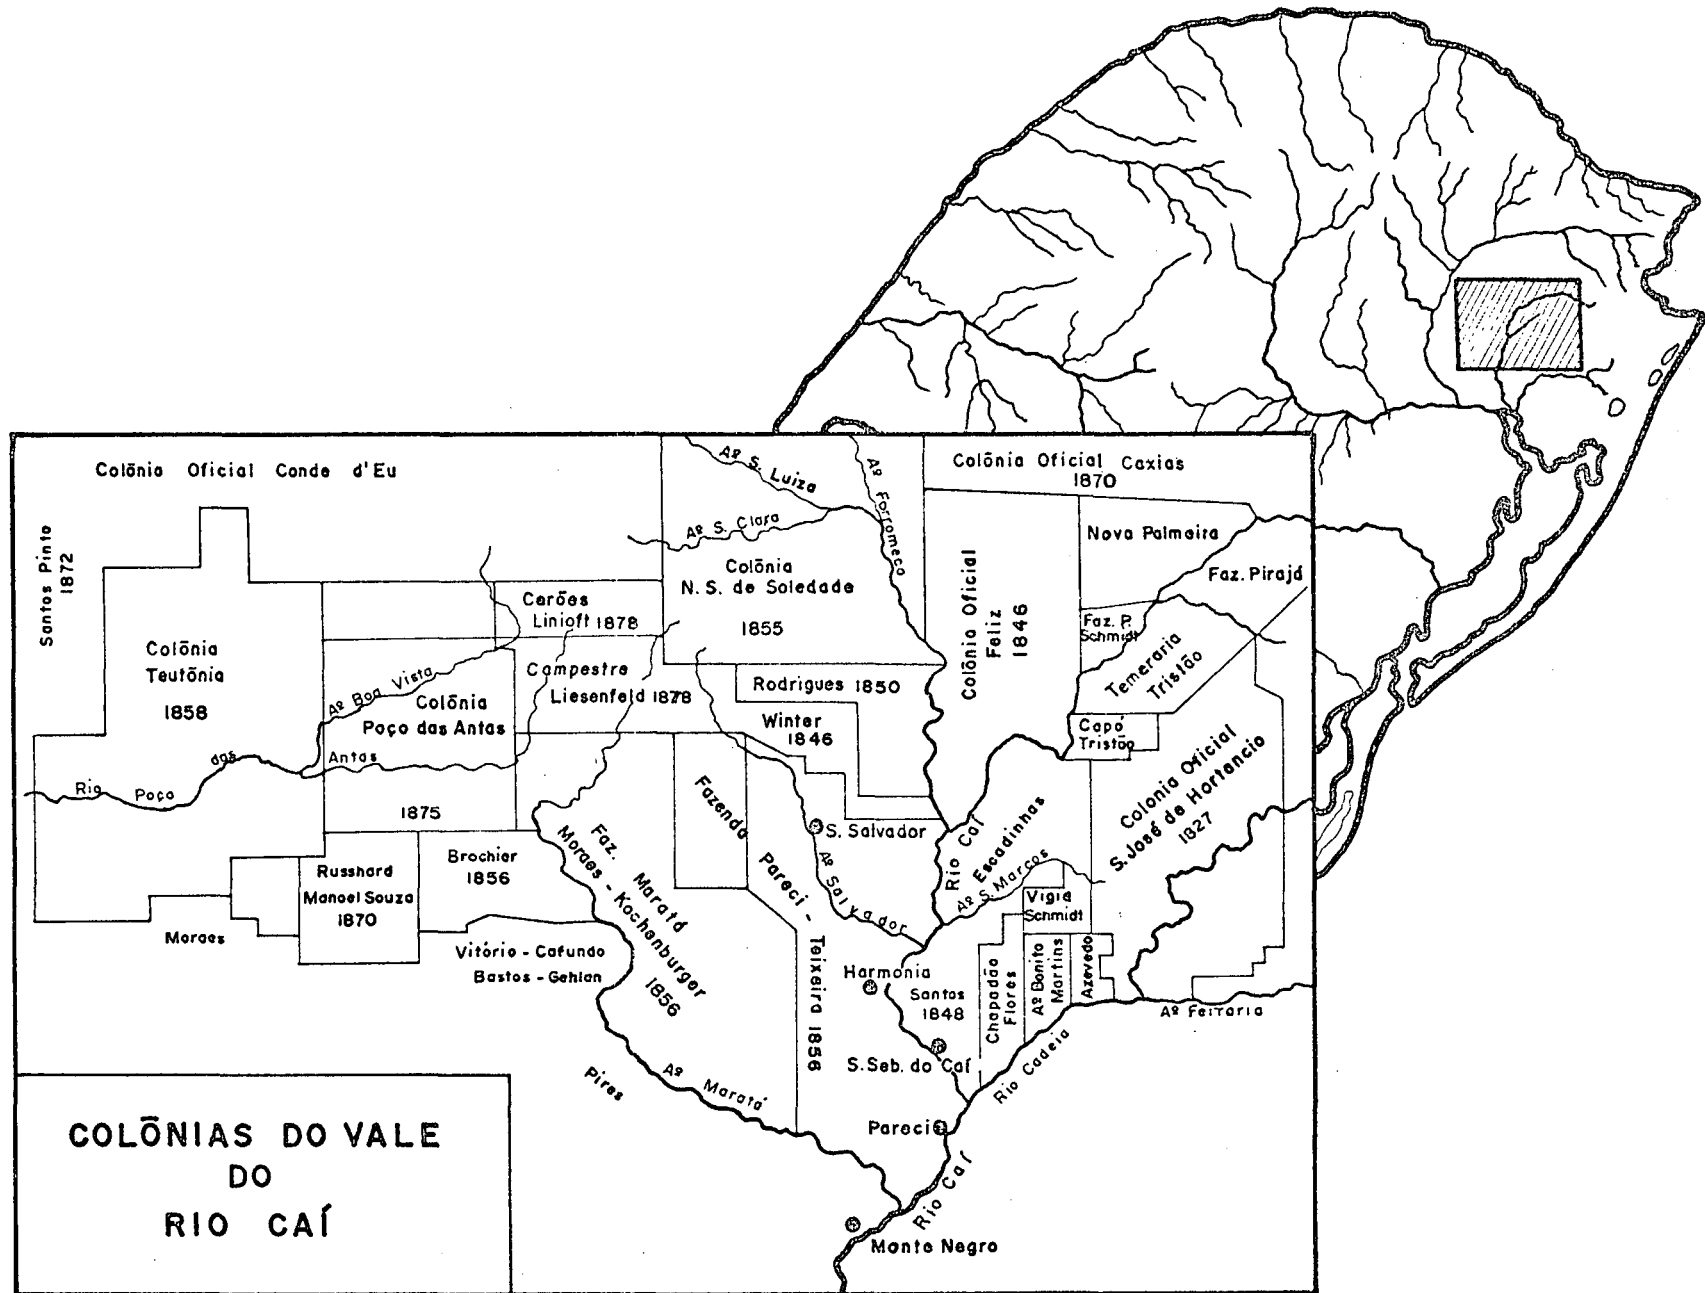 Colônia Oficial Conde d'Eu
Aº S. Luiza
Aº Forromeco
Colônia Oficial Caxias
1870
Santos Pinto
1872
Aº S. Clara
Nova Palmeira
Faz. Pirajá
Colônia
N. S. de Soledade
1855
Colônia Oficial
Feliz
1846
Carões
Linioft 1878
Faz. P.
Schmidt
Colônia
Teutônia
1858
Aº Boa Vista
Campestre
Liesenfeld 1878
Rodrigues 1850
Temeraria
Tristão
Colônia
Poço das Antas
1875
Winter
1846
Capó
Tristão
Colonia Oficial
S. José de Hortencio
1827
Rio Poço das Antas
Fazenda
S. Salvador
Aº Salvador
Rio Caí
Escadinhas
Aº S. Marcos
Russhard
Manoel Souza
1870
Brochier
1856
Faz. Maratá
Moraes - Kochenburger
1856
Pareci - Teixeira 1856
Vigia
Schmidt
Moraes
Vitório - Cafundo
Bastos - Gehlan
Harmonia
Santos
1848
Chapadão
Flores
Aº Bonito
Martins
Azevedo
Aº Feitaria
S. Seb. do Caí
Rio Cadeia
Pires
Aº Maratá
Pareci
Rio Caí
Monte Negro
COLÔNIAS DO VALE
DO
RIO CAÍ